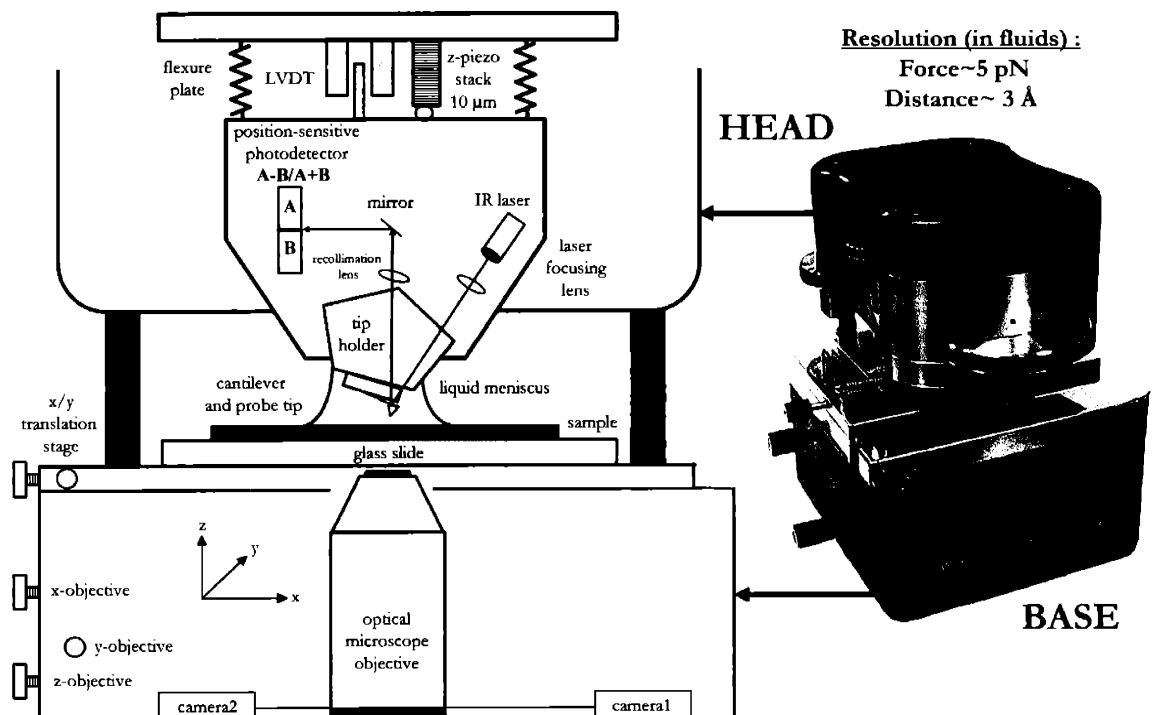 Resolution (in fluids) :
Force~5 pN
Distance~ 3 Å
HEAD
BASE
flexure
plate
LVDT
z-piezo
stack
10 µm
position-sensitive
photodetector
A-B/A+B
A
B
mirror
IR laser
recollimation
lens
laser
focusing
lens
tip
holder
cantilever
and probe tip
liquid meniscus
x/y
translation
stage
sample
glass slide
z
y
x
x-objective
y-objective
z-objective
optical
microscope
objective
camera2
camera1